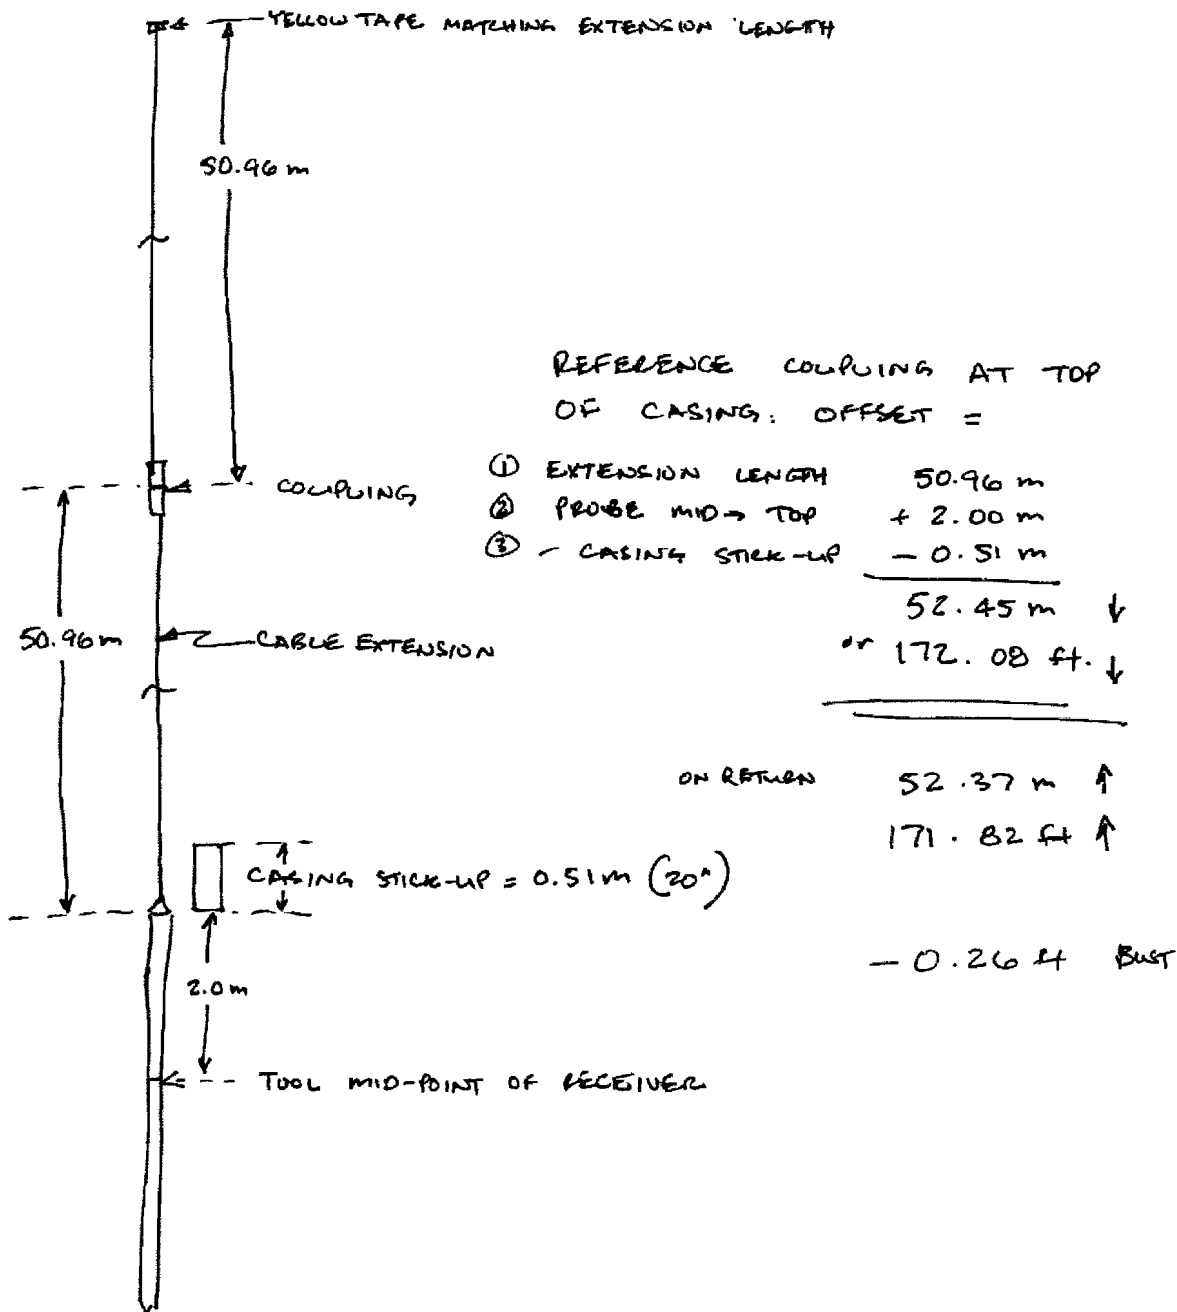 YELLOW TAPE MATCHING EXTENSION LENGTH
50.96 m
REFERENCE COUPLING AT TOP
OF CASING. OFFSET =
① EXTENSION LENGTH 50.96 m
② PROBE MID → TOP + 2.00 m
③ - CASING STICK-UP - 0.51 m
52.45 m ↓
or 172.08 ft. ↓
COUPLING
50.96 m
CABLE EXTENSION
ON RETURN 52.37 m ↑
171.82 ft ↑
CASING STICK-UP = 0.51 m (20")
- 0.26 ft BUST
2.0 m
TOOL MID-POINT OF RECEIVER